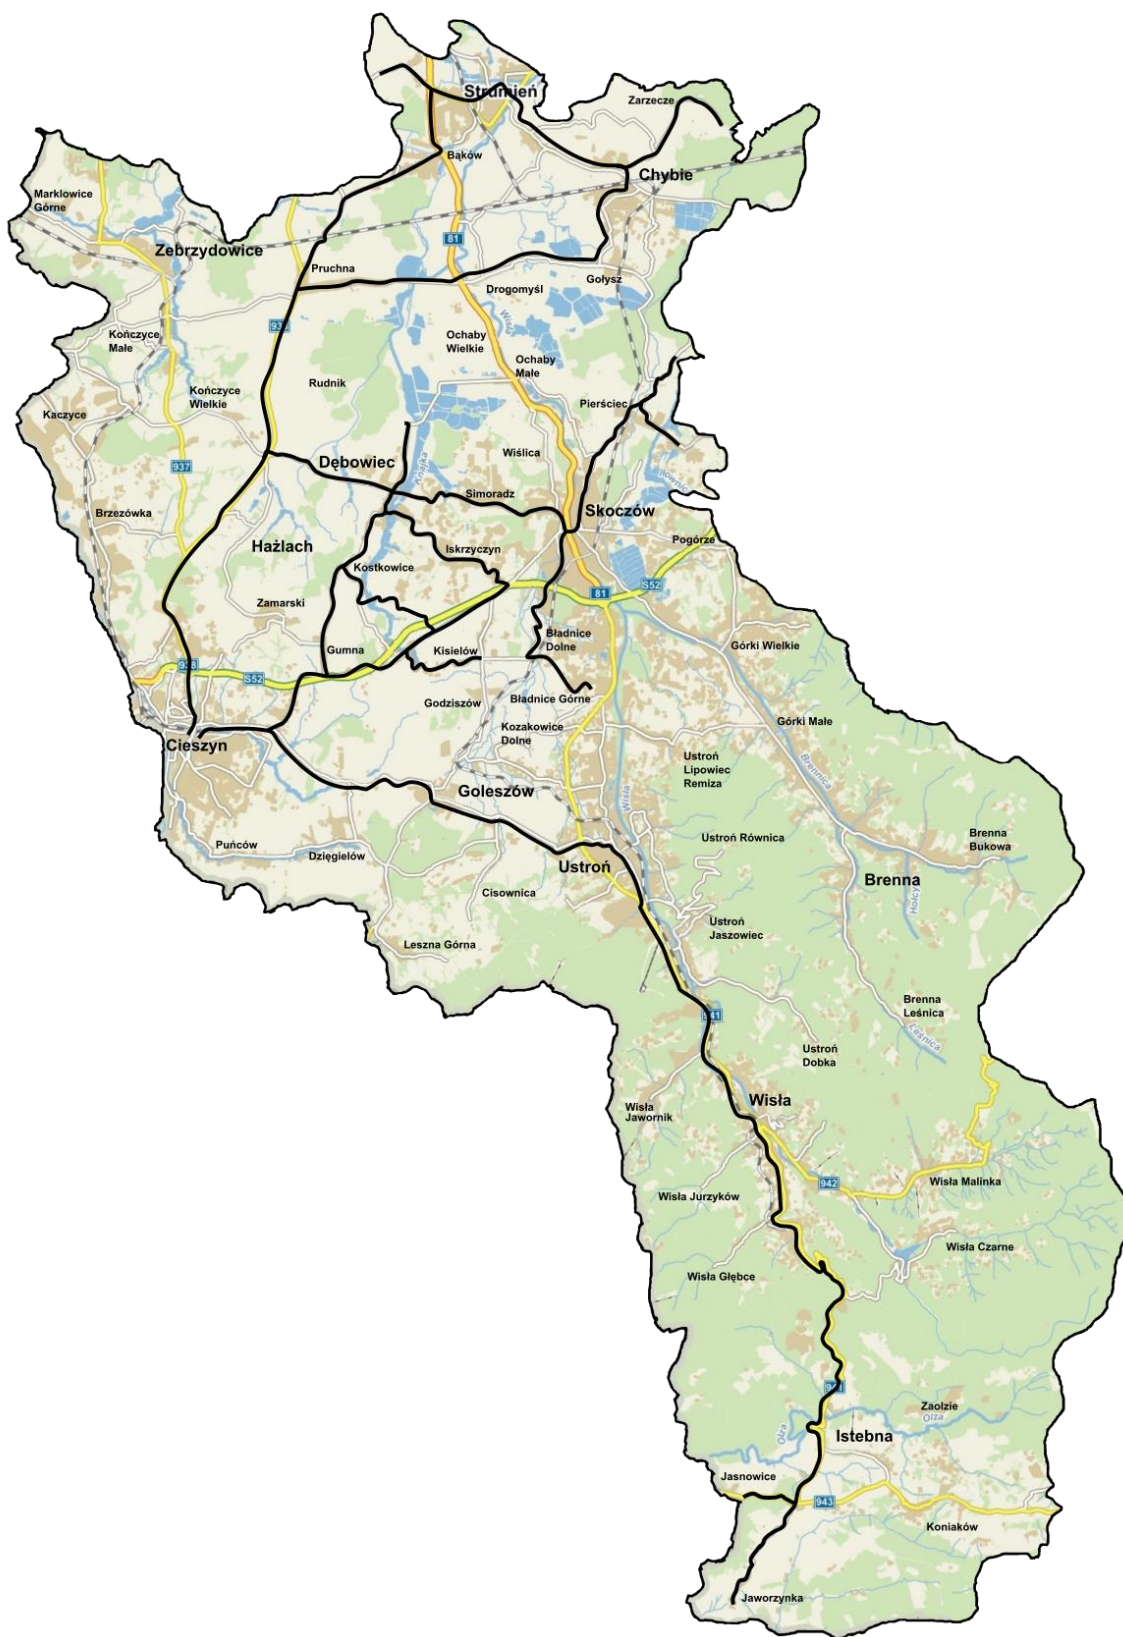 Strumień
Zarzecze
Bąków
Chybie
Marklowice
Górne
81
Zebrzydowice
Pruchna
Gołysz
Drogomyśl
Wisła
Kończyce
Małe
Ochaby
Wielkie
Ochaby
Małe
Rudnik
Kończyce
Wielkie
Pierściec
Kaczyce
Wiślica
Dębowiec
937
Knajka
Simoradz
Skoczów
Brzezówka
Pogórze
Hażlach
Iskrzyczyn
Kostkowice
S52
81
Zamarski
Bładnice
Dolne
Górki Wielkie
Gumna
Kisielów
938
S52
Godziszów
Bładnice Górne
Górki Małe
Kozakowice
Dolne
Cieszyn
Ustroń
Lipowiec
Remiza
Brennica
Wisła
Goleszów
Ustroń Równica
Brenna
Bukowa
Puńców
Dzięgielów
Ustroń
Brenna
Cisownica
Ustroń
Jaszowiec
Leszna Górna
Brenna
Leśnica
Leśnica
Ustroń
Dobka
Wisła
Wisła
Jawornik
Wisła Malinka
942
Wisła Jurzyków
Wisła Czarne
Wisła Głębce
Zaolzie
Olza
Olza
Istebna
Jasnowice
943
Koniaków
Jaworzynka